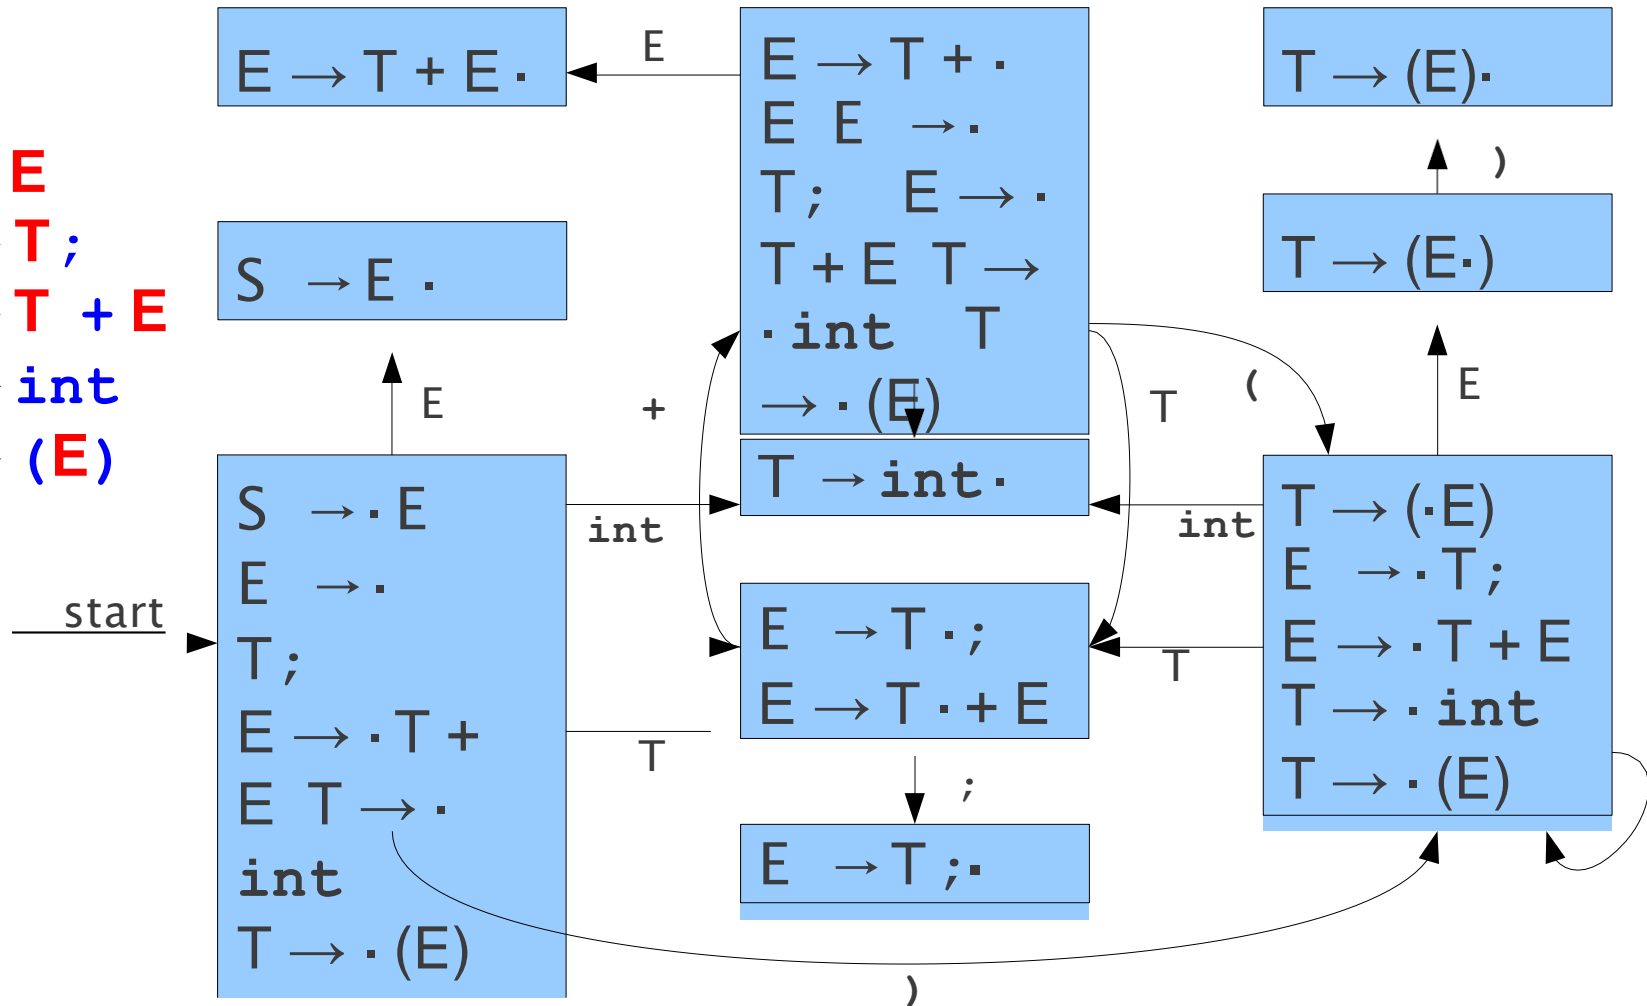 E
T ;
T + E
int
(E)
start
E → T + E ·
E
S → E ·
E
S → · E
E → ·
T ;
E → · T +
E T → ·
int
T → · (E)
int
T
+
E → T + ·
E E → ·
T ; E → ·
T + E T →
· int T
→ · (E)
T → int ·
E → T · ;
E → T · + E
;
E → T ; ·
)
T
(
int
T
T → (E) ·
)
T → (E · )
E
T → ( · E)
E → · T ;
E → · T + E
T → · int
T → · (E)